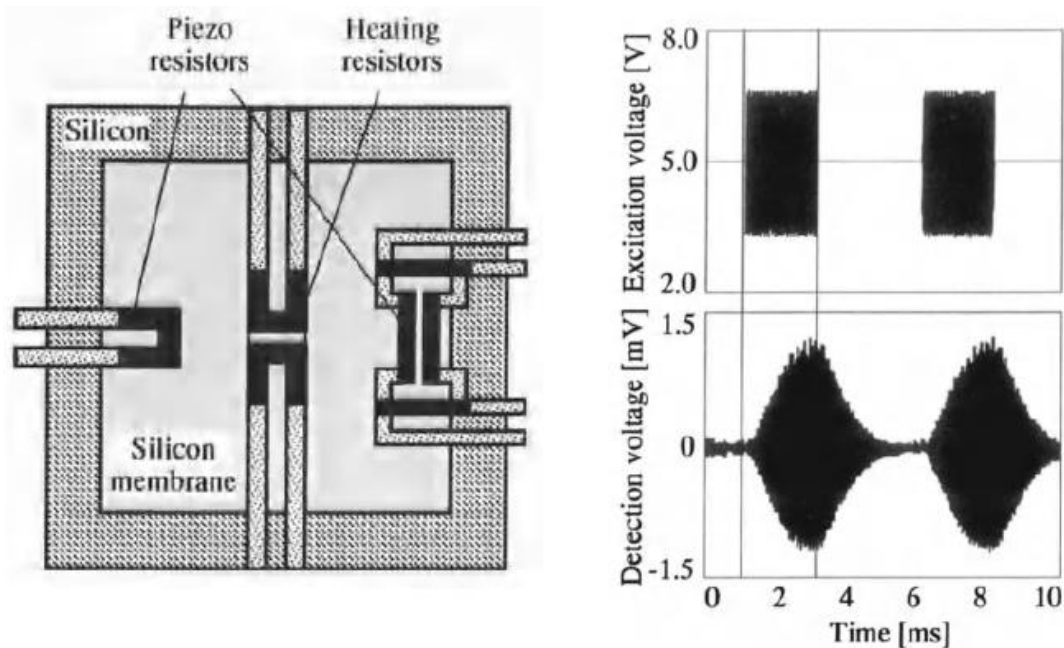 Piezo
resistors
Heating
resistors
Silicon
Silicon
membrane
Excitation voltage [V]
8.0
5.0
2.0
Detection voltage [mV]
1.5
0
-1.5
0 2 4 6 8 10
Time [ms]